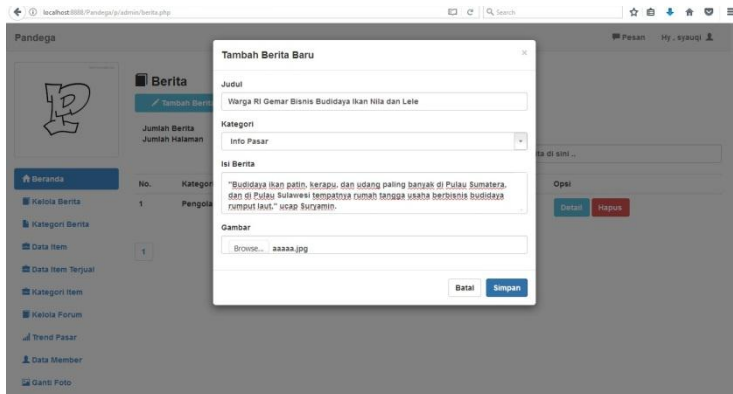 localhost:8888/Pandega/p/admin/berita.php
Search
Pandega
Pesan
Hy , syauqi
Berita
Tambah Berita
Jumlah Berita
Jumlah Halaman
ita di sini ...
No.
Kategori
Opsi
1
Pengola
Detail
Hapus
1
Beranda
Kelola Berita
Kategori Berita
Data Item
Data Item Terjual
Kategori Item
Kelola Forum
Trend Pasar
Data Member
Ganti Foto
Tambah Berita Baru
×
Judul
Warga RI Gemar Bisnis Budidaya Ikan Nila dan Lele
Kategori
Info Pasar
Isi Berita
"Budidaya ikan patin, kerapu, dan udang paling banyak di Pulau Sumatera,
dan di Pulau Sulawesi tempatnya rumah tangga usaha berbisnis budidaya
rumput laut," ucap Suryamin.
Gambar
Browse... aaaaa.jpg
Batal
Simpan